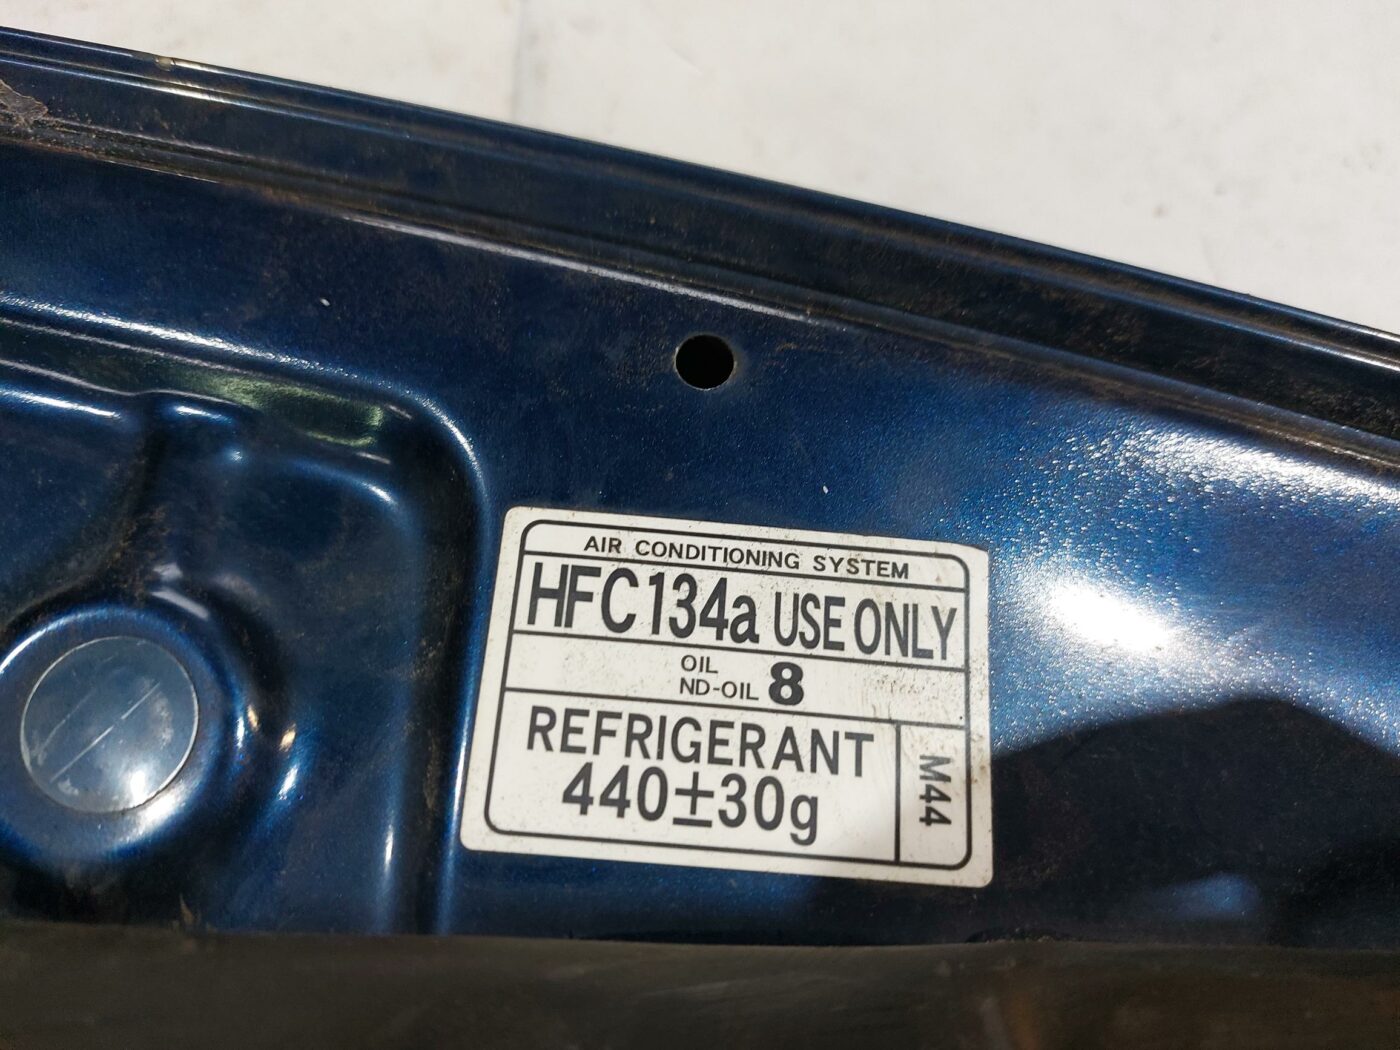 AIR CONDITIONING SYSTEM
HFC134a USE ONLY
OIL
ND-OIL 8
REFRIGERANT
440±30g
M44